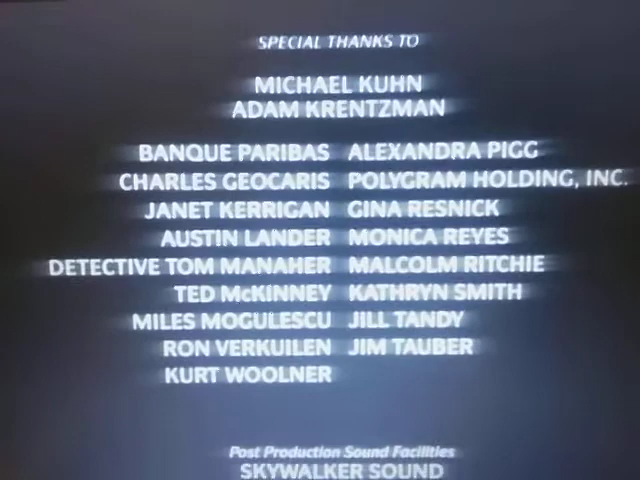 SPECIAL THANKS TO
MICHAEL KUHN
ADAM KRENTZMAN
BANQUE PARIBAS ALEXANDRA PIGG
CHARLES GEOCARIS POLYGRAM HOLDING, INC.
JANET KERRIGAN GINA RESNICK
AUSTIN LANDER MONICA REYES
DETECTIVE TOM MANAHER MALCOLM RITCHIE
TED McKINNEY KATHRYN SMITH
MILES MOGULESCU JILL TANDY
RON VERKUILEN JIM TAUBER
KURT WOOLNER
Post Production Sound Facilities
SKYWALKER SOUND